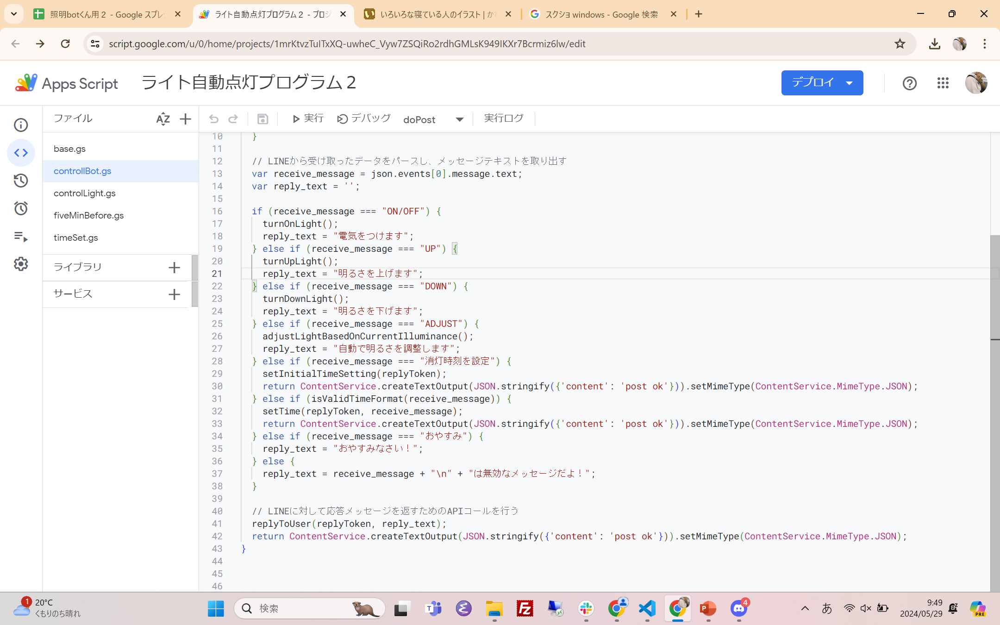 照明botくん用２ - Google スプレ
ライト自動点灯プログラム２ - プロジ
いろいろな寝ている人のイラスト | かわ
スクショ windows - Google 検索
script.google.com/u/0/home/projects/1mrKtvzTuITxXQ-uwheC_Vyw7ZSQiRo2rdhGMLsK949IKXr7Bcrmiz6lw/edit
Apps Script
ライト自動点灯プログラム２
デプロイ
ファイル
AZ
実行
デバッグ
doPost
実行ログ
base.gs
controllBot.gs
controlLight.gs
fiveMinBefore.gs
timeSet.gs
ライブラリ
サービス
10 }
11
12 // LINEから受け取ったデータをパースし、メッセージテキストを取り出す
13 var receive_message = json.events[0].message.text;
14 var reply_text = '';
15
16 if (receive_message === "ON/OFF") {
17 turnOnLight();
18 reply_text = "電気をつけます";
19 } else if (receive_message === "UP") {
20 turnUpLight();
21 reply_text = "明るさを上げます";
22 } else if (receive_message === "DOWN") {
23 turnDownLight();
24 reply_text = "明るさを下げます";
25 } else if (receive_message === "ADJUST") {
26 adjustLightBasedOnCurrentIlluminance();
27 reply_text = "自動で明るさを調整します";
28 } else if (receive_message === "消灯時刻を設定") {
29 setInitialTimeSetting(replyToken);
30 return ContentService.createTextOutput(JSON.stringify({'content': 'post ok'})).setMimeType(ContentService.MimeType.JSON);
31 } else if (isValidTimeFormat(receive_message)) {
32 setTime(replyToken, receive_message);
33 return ContentService.createTextOutput(JSON.stringify({'content': 'post ok'})).setMimeType(ContentService.MimeType.JSON);
34 } else if (receive_message === "おやすみ") {
35 reply_text = "おやすみなさい！";
36 } else {
37 reply_text = receive_message + "\n" + "は無効なメッセージだよ！";
38 }
39
40 // LINEに対して応答メッセージを返すためのAPIコールを行う
41 replyToUser(replyToken, reply_text);
42 return ContentService.createTextOutput(JSON.stringify({'content': 'post ok'})).setMimeType(ContentService.MimeType.JSON);
43 }
44
45
46
1
20°C
くもりのち晴れ
検索
4
あ
9:49
2024/05/29
PRE